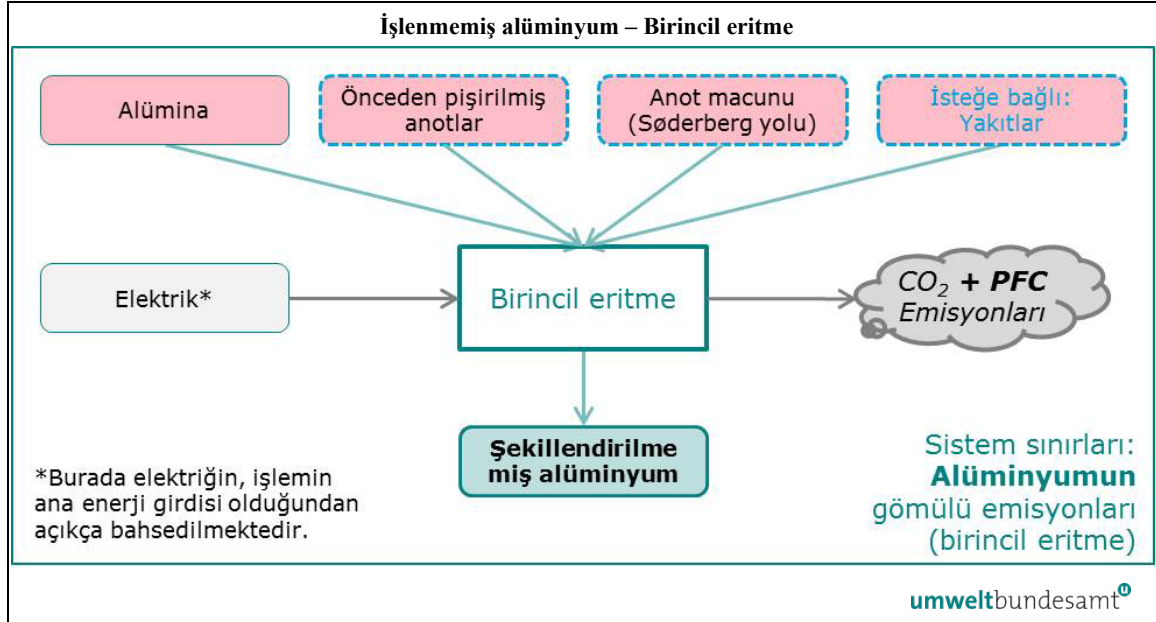 İşlenmemiş alüminyum – Birincil eritme
Alümina
Önceden pişirilmiş
anotlar
Anot macunu
(Søderberg yolu)
İsteğe bağlı:
Yakıtlar
Elektrik*
Birincil eritme
CO₂ + PFC
Emisyonları
Şekillendirilme
miş alüminyum
*Burada elektriğin, işlemin
ana enerji girdisi olduğundan
açıkça bahsedilmektedir.
Sistem sınırları:
Alüminyumun
gömülü emisyonları
(birincil eritme)
umweltbundesamt